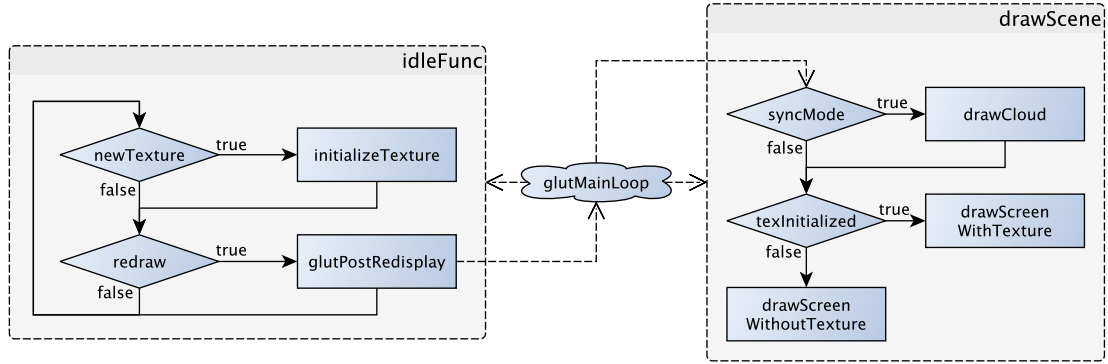 idleFunc
newTexture
true
false
initializeTexture
redraw
true
false
glutPostRedisplay
glutMainLoop
drawScene
syncMode
true
false
drawCloud
texInitialized
true
false
drawScreen
WithTexture
drawScreen
WithoutTexture